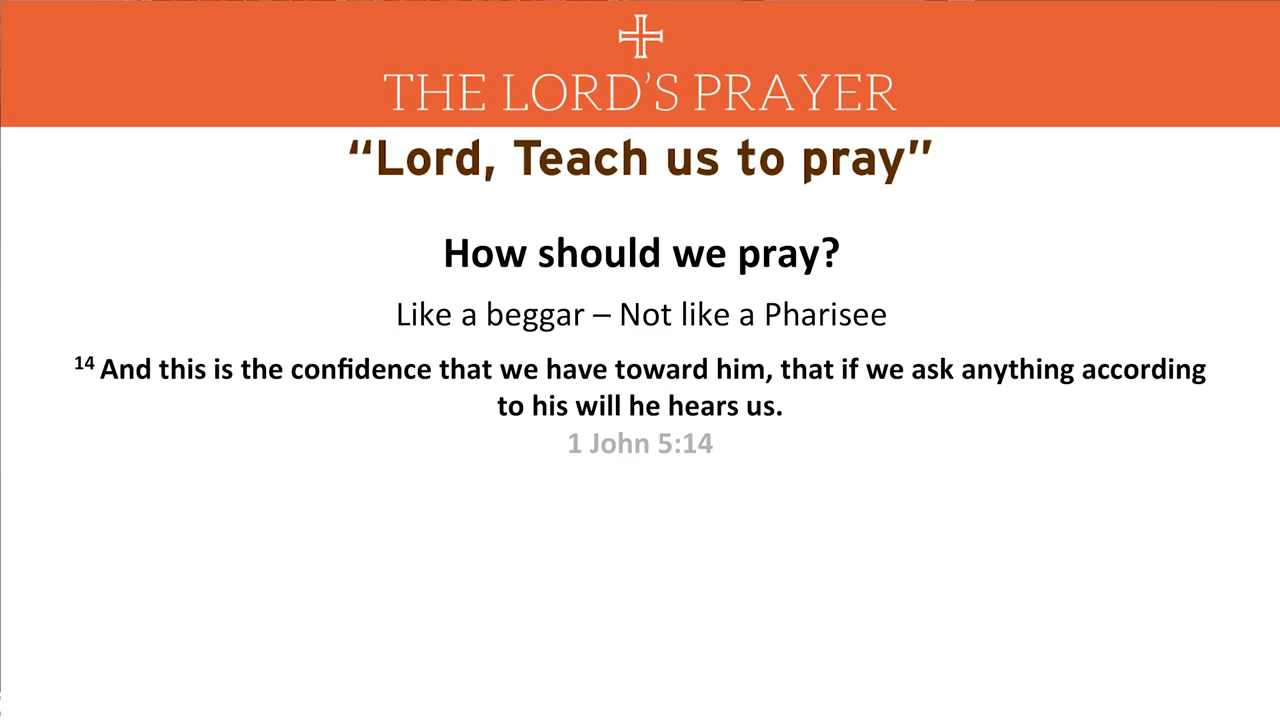 THE LORD’S PRAYER
“Lord, Teach us to pray”
How should we pray?
Like a beggar – Not like a Pharisee
14 And this is the confidence that we have toward him, that if we ask anything according
to his will he hears us.
1 John 5:14